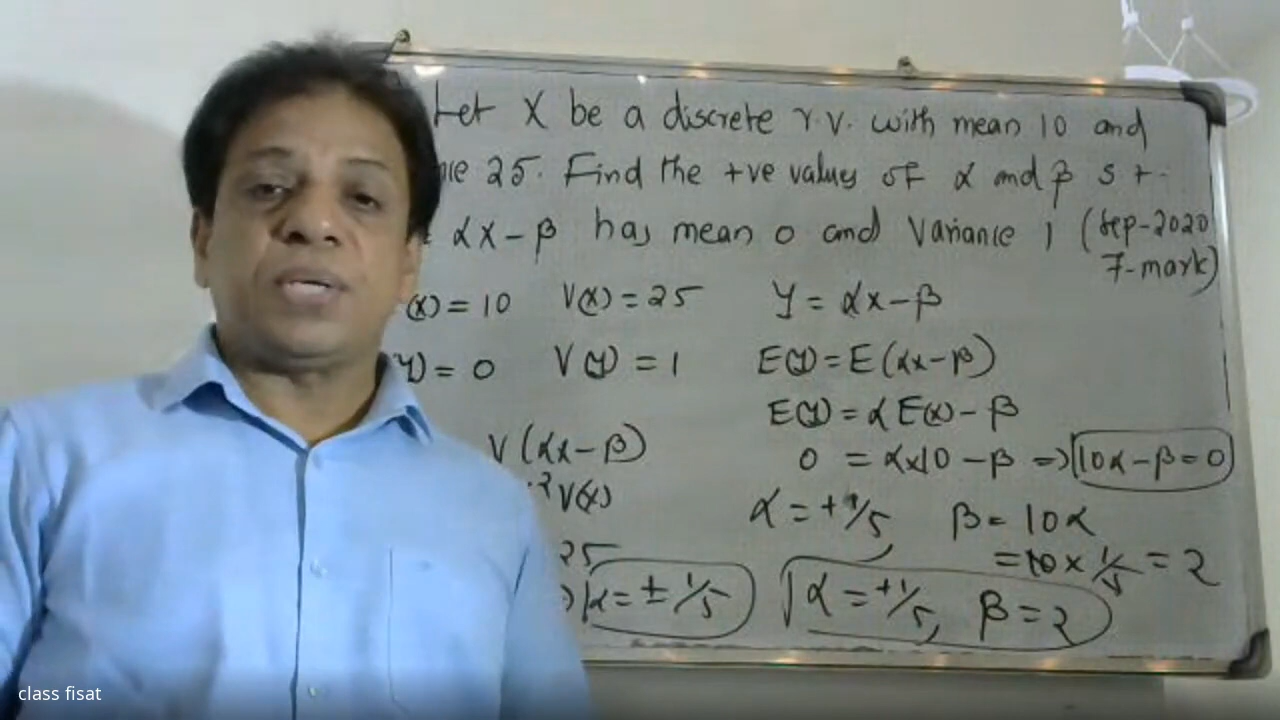 Let X be a discrete r.v. with mean 10 and
25. Find the +ve values of α and β s t.
αx - β has mean 0 and Variance 1 (Sep-2020
7-mark)
(x) = 10 V(x) = 25 Y = αx - β
(Y) = 0 V(Y) = 1 E(Y) = E(αx - β)
E(Y) = α E(x) - β
V(αx - β) 0 = αx10 - β => 10α - β = 0
² V(x) α = + 1/5 β = 10α
25 = 10 x 1/5 = 2
α = ± 1/5 α = + 1/5, β = 2
class fisat